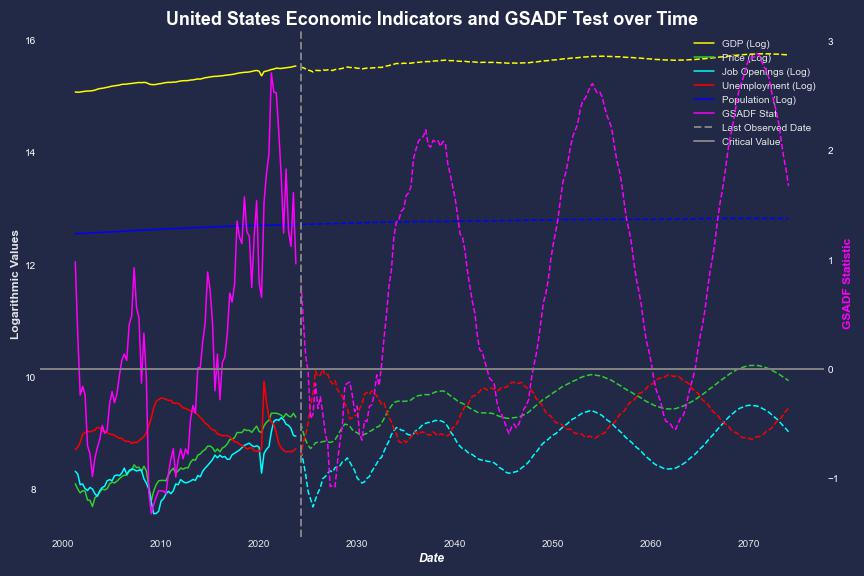 United States Economic Indicators and GSADF Test over Time
GDP (Log)
Price (Log)
Job Openings (Log)
Unemployment (Log)
Population (Log)
GSADF Stat
Last Observed Date
Critical Value
Logarithmic Values
16
14
12
10
8
GSADF Statistic
3
2
1
0
−1
2000 2010 2020 2030 2040 2050 2060 2070
Date